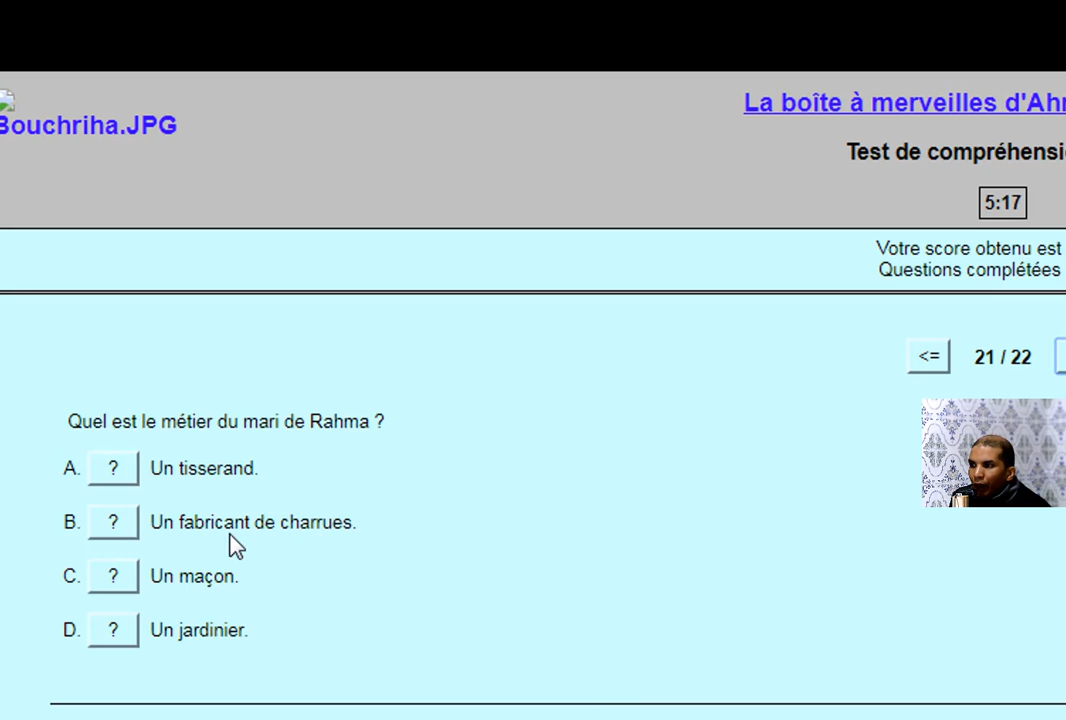 Bouchriha.JPG
La boîte à merveilles d'Ah
Test de compréhensi
5:17
Votre score obtenu est
Questions complétées
<= 21 / 22
Quel est le métier du mari de Rahma ?
A. ? Un tisserand.
B. ? Un fabricant de charrues.
C. ? Un maçon.
D. ? Un jardinier.